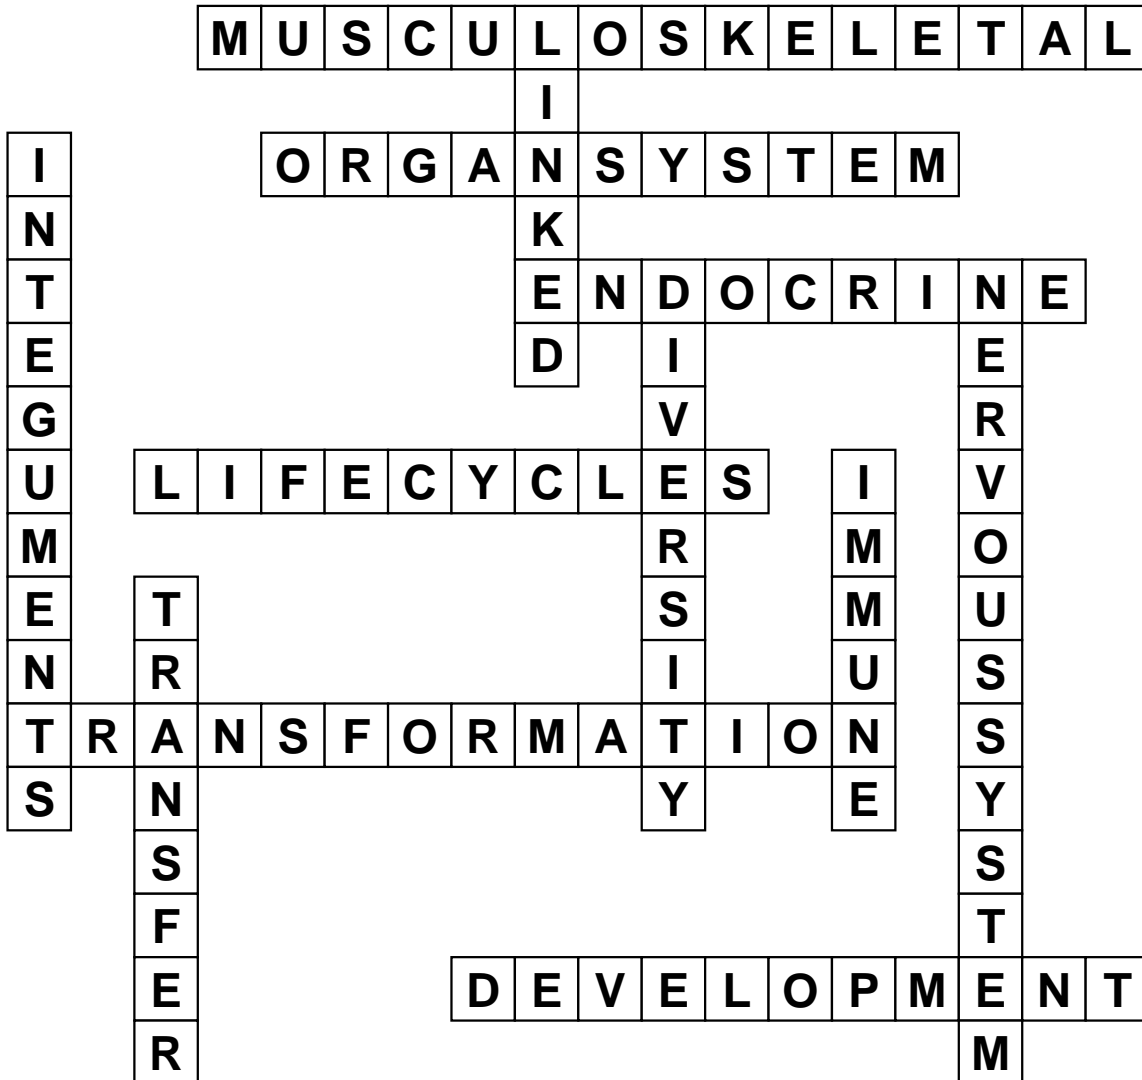 MUSCULOSKELETAL
LINKED
ORGANSYSTEM
INTEGUMENTS
ENDOCRINE
DIVERSITY
NERVOUSSYSTEM
LIFECYCLES
IMMUNE
TRANSFER
TRANSFORMATION
DEVELOPMENT